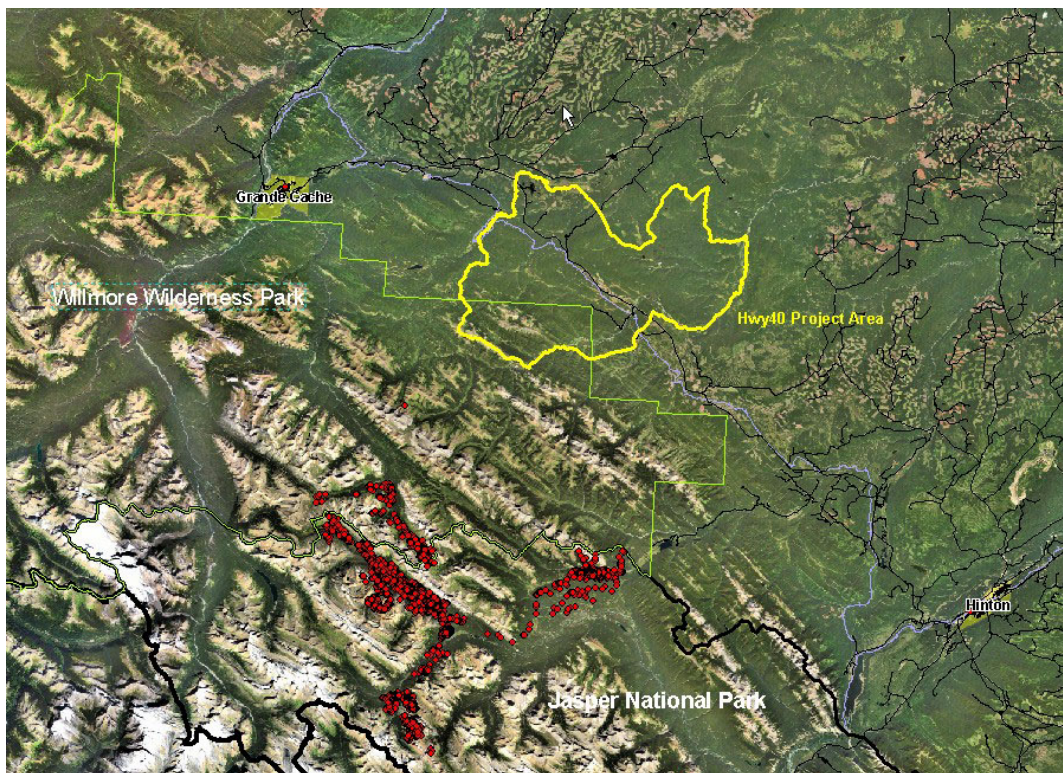 Grande Cache
Willmore Wilderness Park
Hwy40 Project Area
Hinton
Jasper National Park